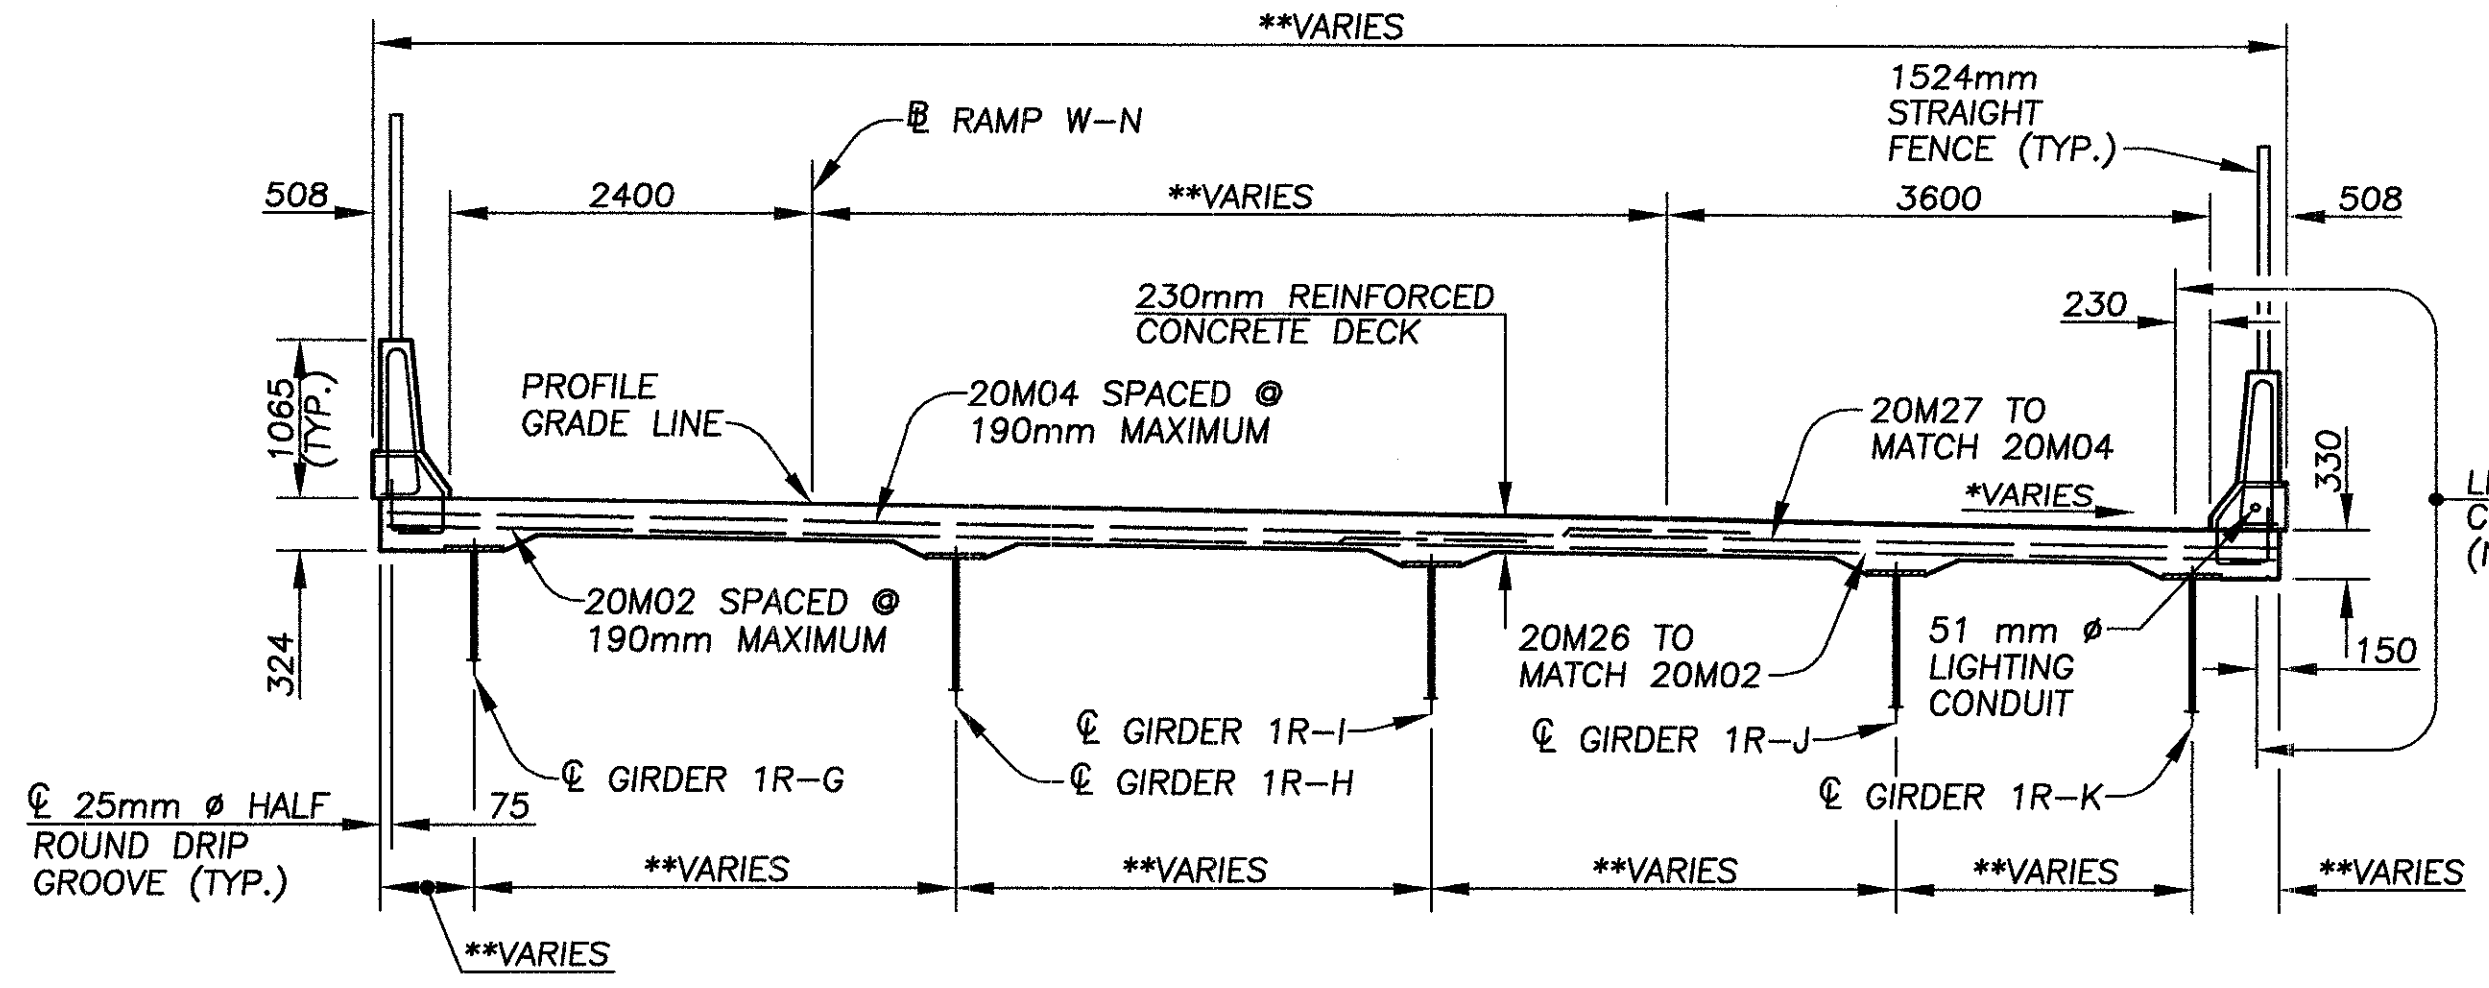 **VARIES
1524mm
STRAIGHT
FENCE (TYP.)
℄ RAMP W-N
508
2400
**VARIES
3600
508
230mm REINFORCED
CONCRETE DECK
230
1065
(TYP.)
PROFILE
GRADE LINE
20M04 SPACED @
190mm MAXIMUM
20M27 TO
MATCH 20M04
*VARIES
330
324
20M02 SPACED @
190mm MAXIMUM
20M26 TO
MATCH 20M02
51 mm ø
LIGHTING
CONDUIT
150
℄ GIRDER 1R-G
℄ GIRDER 1R-H
℄ GIRDER 1R-I
℄ GIRDER 1R-J
℄ GIRDER 1R-K
℄ 25mm ø HALF
ROUND DRIP
GROOVE (TYP.)
75
**VARIES
**VARIES
**VARIES
**VARIES
**VARIES
**VARIES